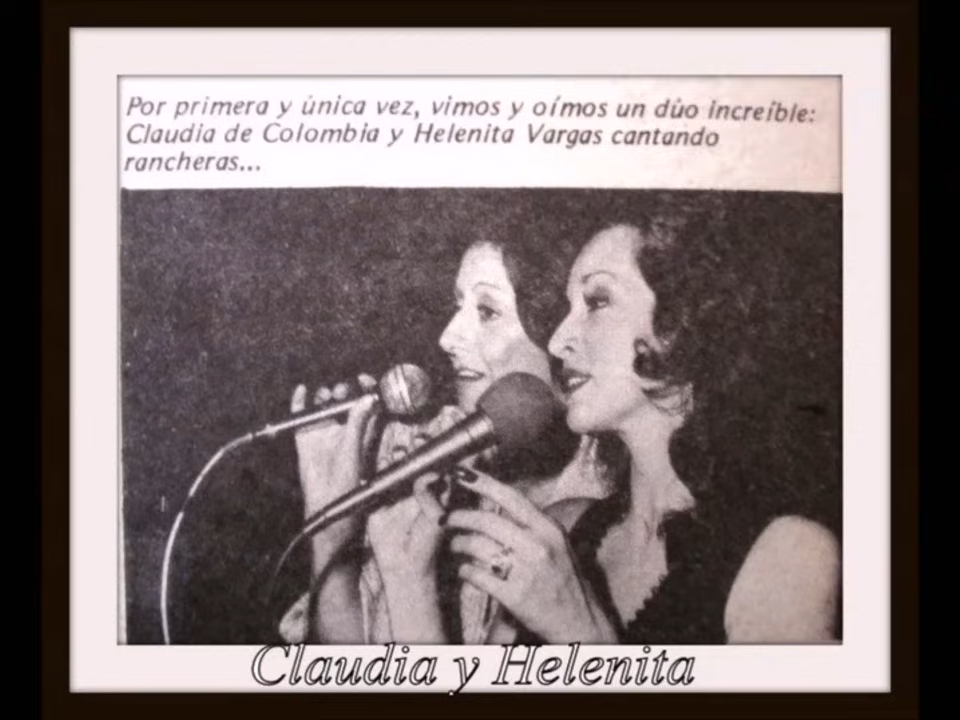 Por primera y única vez, vimos y oímos un dúo increíble:
Claudia de Colombia y Helenita Vargas cantando
rancheras...
Claudia y Helenita